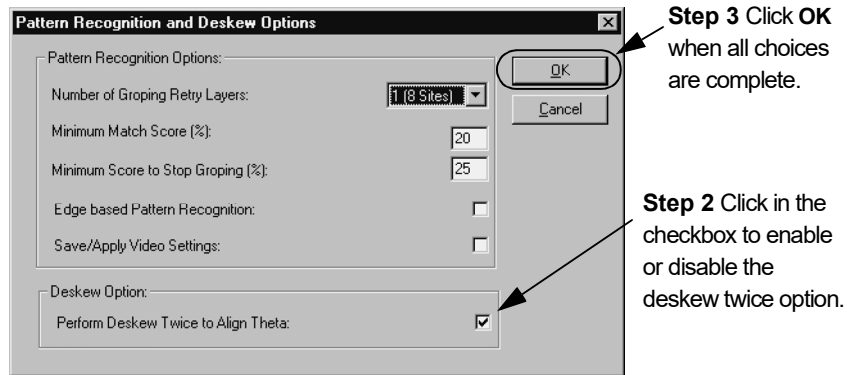 Pattern Recognition and Deskew Options
Pattern Recognition Options:
Number of Groping Retry Layers:
1 (8 Sites)
Minimum Match Score (%):
20
Minimum Score to Stop Groping (%):
25
Edge based Pattern Recognition:
Save/Apply Video Settings:
Deskew Option:
Perform Deskew Twice to Align Theta:
OK
Cancel
Step 3 Click OK
when all choices
are complete.
Step 2 Click in the
checkbox to enable
or disable the
deskew twice option.